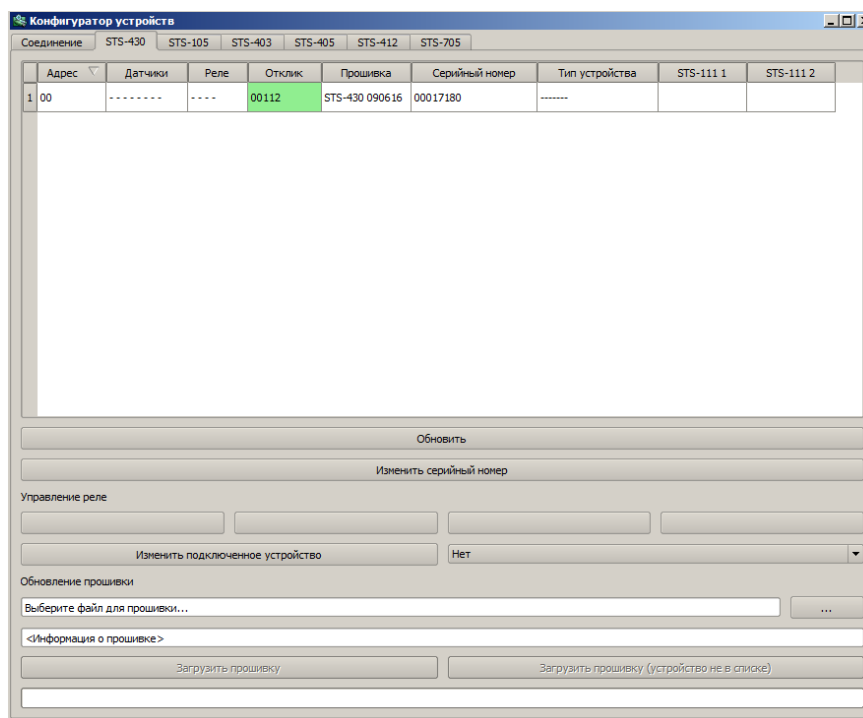 Конфигуратор устройств
Соединение STS-430 STS-105 STS-403 STS-405 STS-412 STS-705
Адрес Датчики Реле Отклик Прошивка Серийный номер Тип устройства STS-111 1 STS-111 2
1 00 - - - - - - - - - - - - 00112 STS-430 090616 00017180 -------
Обновить
Изменить серийный номер
Управление реле
Изменить подключенное устройство Нет
Обновление прошивки
Выберите файл для прошивки... ...
<Информация о прошивке>
Загрузить прошивку Загрузить прошивку (устройство не в списке)